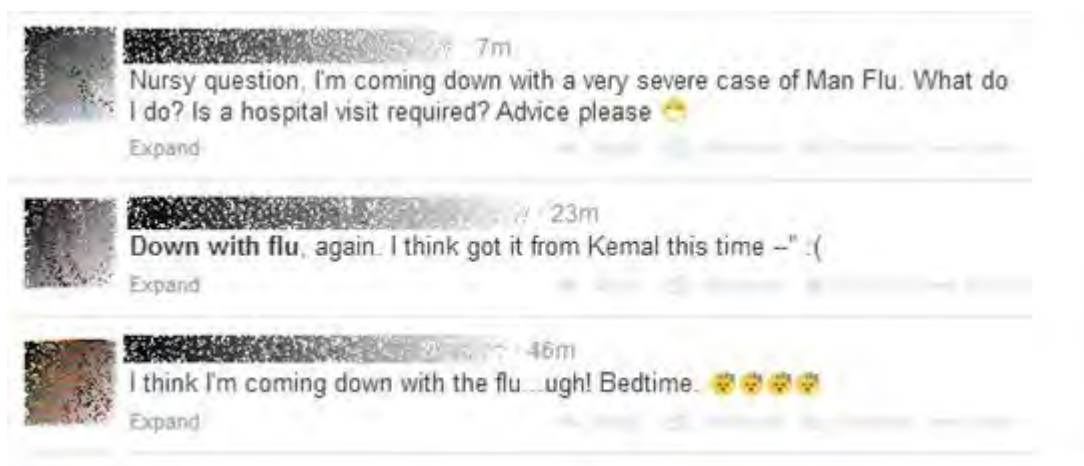 7m
Nursy question, I'm coming down with a very severe case of Man Flu. What do
I do? Is a hospital visit required? Advice please 😷
Expand
23m
Down with flu, again. I think got it from Kemal this time --" :(
Expand
46m
I think I'm coming down with the flu...ugh! Bedtime. 😴😴😴😴
Expand